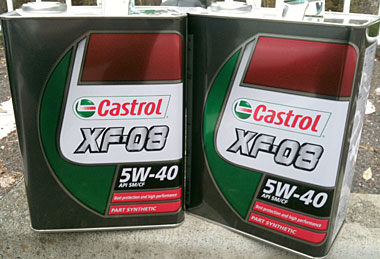 Castrol
XF-08
5W-40
API SM/CF
Best protection and high performance
PART SYNTHETIC
Castrol
XF-08
5W-40
API SM/CF
Best protection and high performance
PART SYNTHETIC